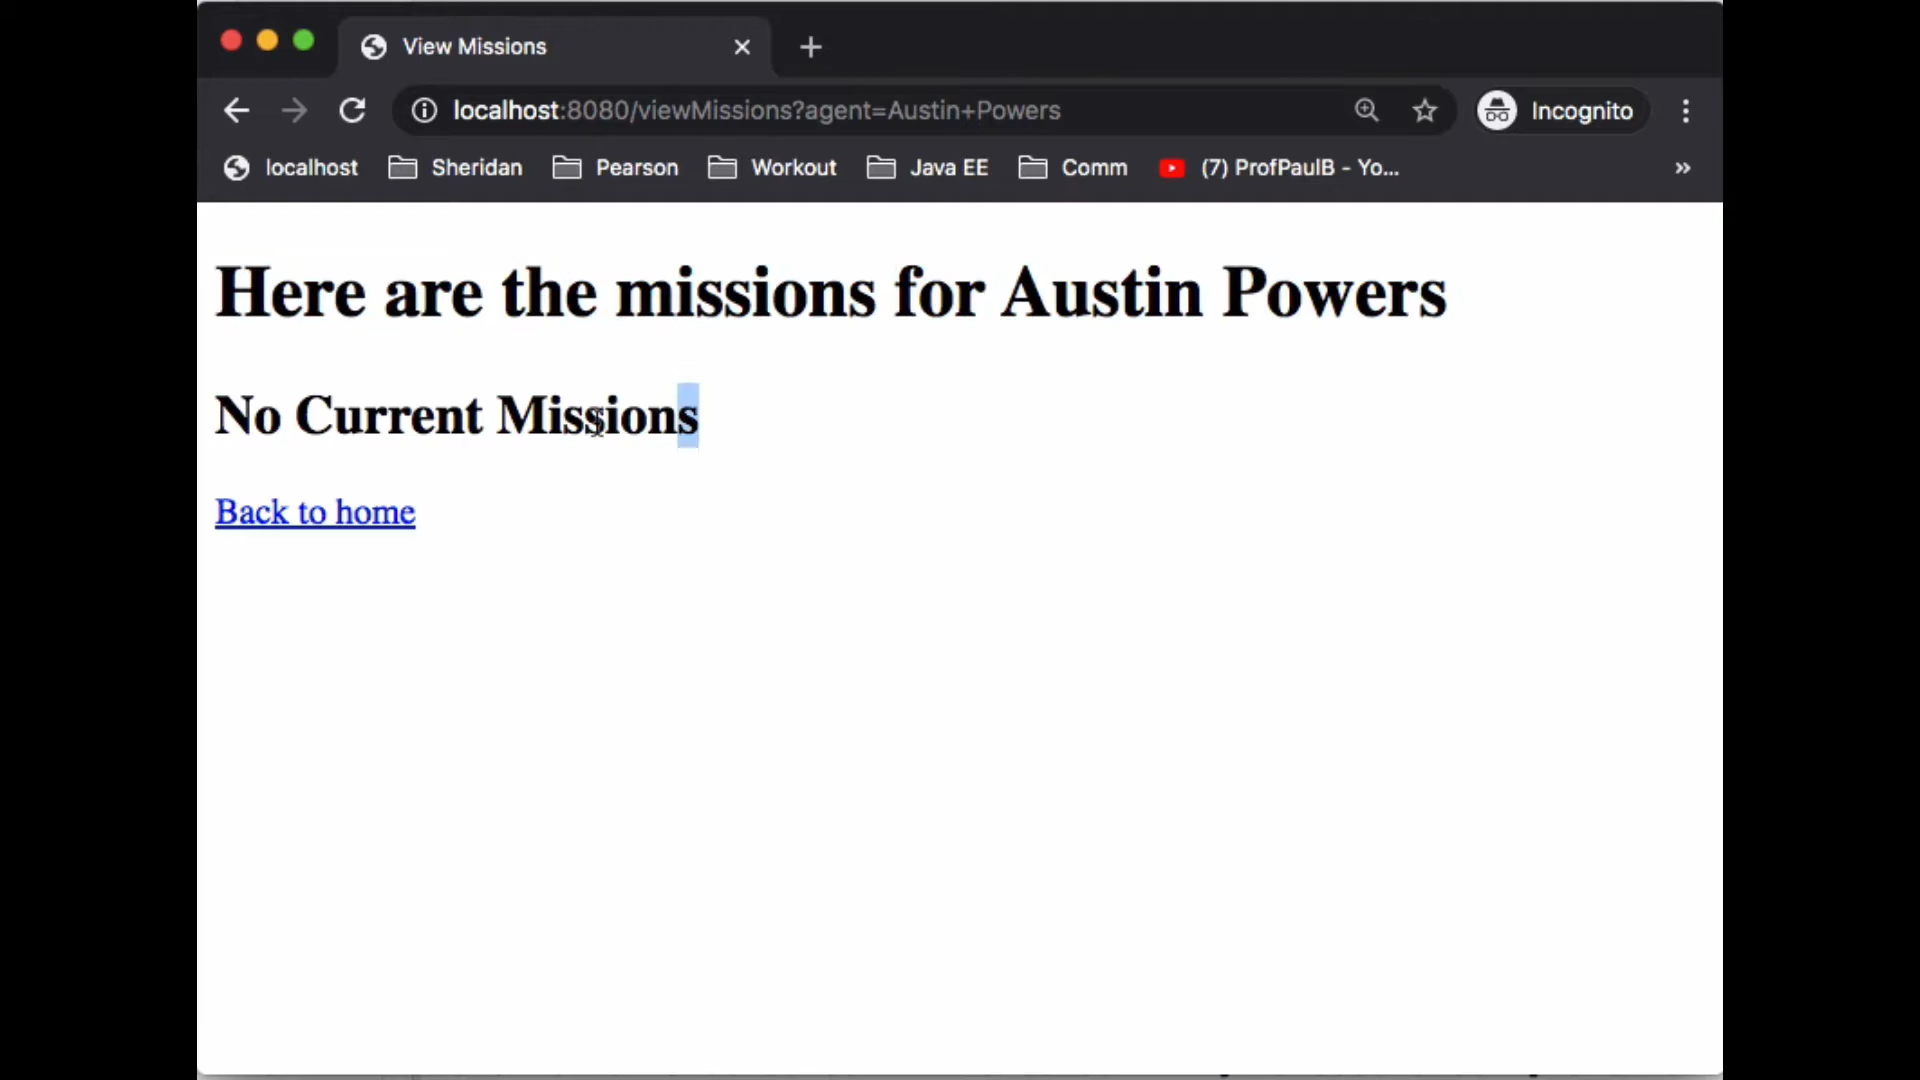 View Missions
localhost:8080/viewMissions?agent=Austin+Powers
Incognito
localhost Sheridan Pearson Workout Java EE Comm (7) ProfPaulB - Yo... »
Here are the missions for Austin Powers
No Current Missions
Back to home